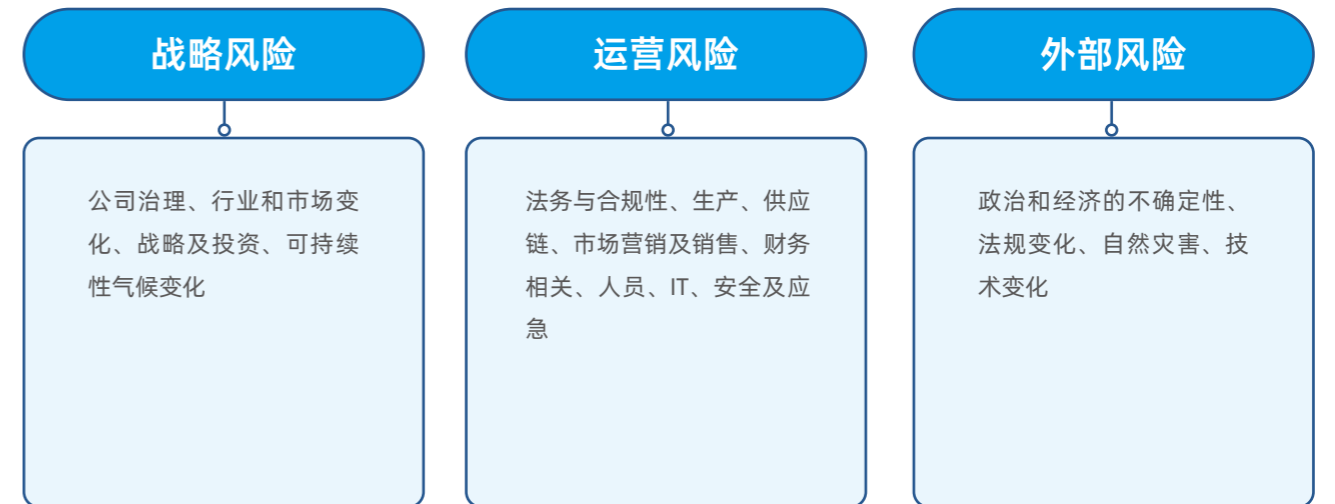 战略风险
公司治理、行业和市场变
化、战略及投资、可持续
性气候变化
运营风险
法务与合规性、生产、供应
链、市场营销及销售、财务
相关、人员、IT、安全及应
急
外部风险
政治和经济的不确定性、
法规变化、自然灾害、技
术变化